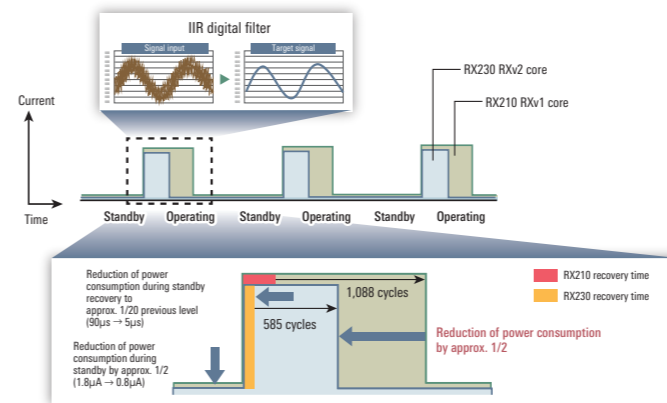 IIR digital filter
Signal input
Target signal
RX230 RXv2 core
RX210 RXv1 core
Current
Time
Standby Operating Standby Operating Standby Operating
Reduction of power
consumption during standby
recovery to
approx. 1/20 previous level
(90μs → 5μs)
1,088 cycles
585 cycles
RX210 recovery time
RX230 recovery time
Reduction of power consumption
by approx. 1/2
Reduction of power
consumption during
standby by approx. 1/2
(1.8μA → 0.8μA)